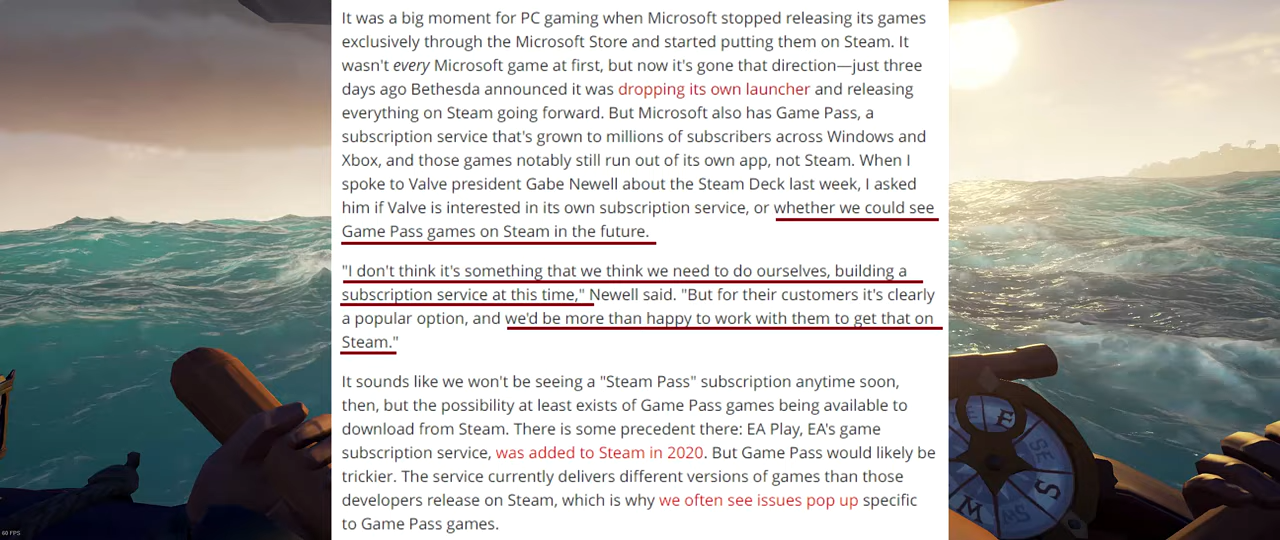 It was a big moment for PC gaming when Microsoft stopped releasing its games
exclusively through the Microsoft Store and started putting them on Steam. It
wasn't every Microsoft game at first, but now it's gone that direction—just three
days ago Bethesda announced it was dropping its own launcher and releasing
everything on Steam going forward. But Microsoft also has Game Pass, a
subscription service that's grown to millions of subscribers across Windows and
Xbox, and those games notably still run out of its own app, not Steam. When I
spoke to Valve president Gabe Newell about the Steam Deck last week, I asked
him if Valve is interested in its own subscription service, or whether we could see
Game Pass games on Steam in the future.
"I don't think it's something that we think we need to do ourselves, building a
subscription service at this time," Newell said. "But for their customers it's clearly
a popular option, and we'd be more than happy to work with them to get that on
Steam."
It sounds like we won't be seeing a "Steam Pass" subscription anytime soon,
then, but the possibility at least exists of Game Pass games being available to
download from Steam. There is some precedent there: EA Play, EA's game
subscription service, was added to Steam in 2020. But Game Pass would likely be
trickier. The service currently delivers different versions of games than those
developers release on Steam, which is why we often see issues pop up specific
to Game Pass games.
60 FPS
E
SE
S
SW
W